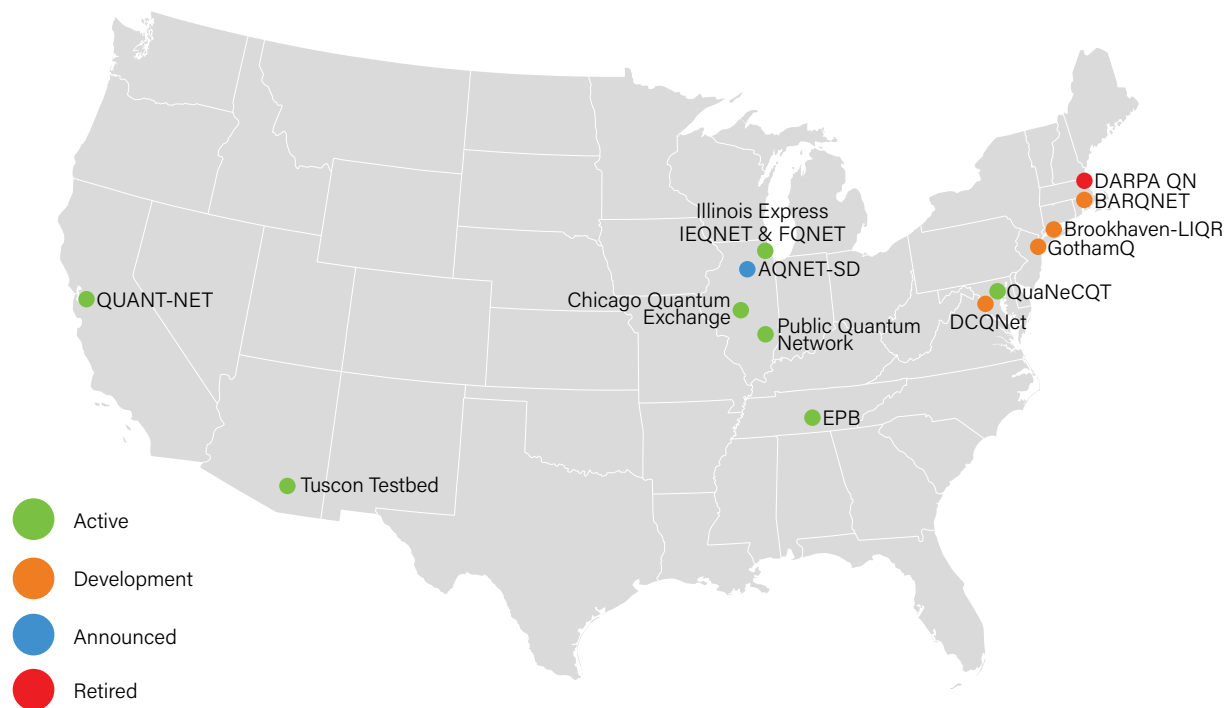 DARPA QN
BARQNET
Illinois Express
IEQNET & FQNET
Brookhaven-LIQR
GothamQ
AQNET-SD
QUANT-NET
QuaNeCQT
Chicago Quantum
Exchange
DCQNet
Public Quantum
Network
EPB
Tuscon Testbed
Active
Development
Announced
Retired